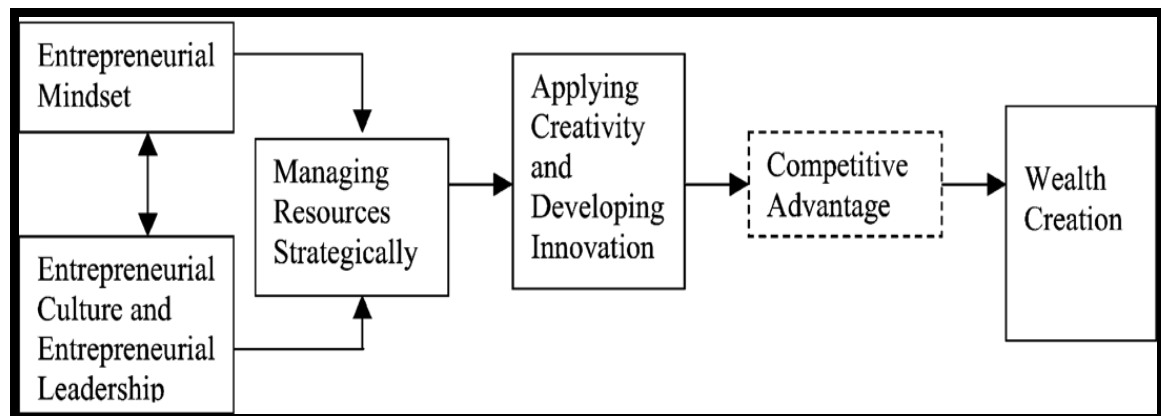 Entrepreneurial
Mindset
Entrepreneurial
Culture and
Entrepreneurial
Leadership
Managing
Resources
Strategically
Applying
Creativity
and
Developing
Innovation
Competitive
Advantage
Wealth
Creation